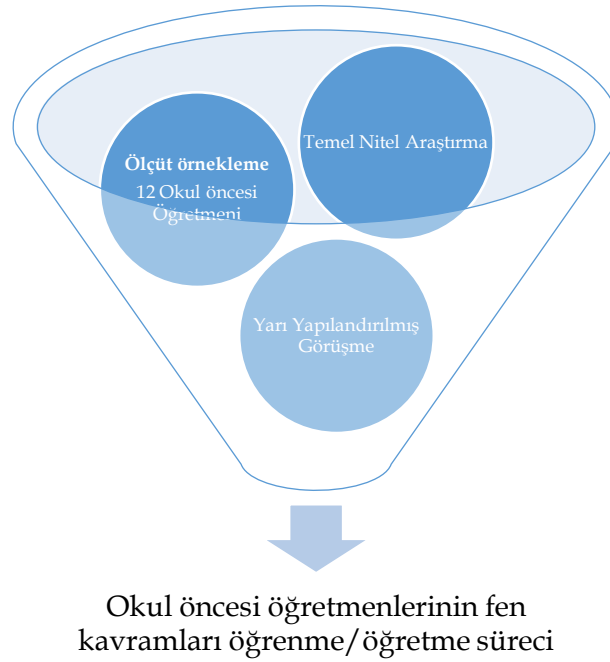 Temel Nitel Araştırma
Ölçüt örnekleme
12 Okul öncesi
Öğretmeni
Yarı Yapılandırılmış
Görüşme
Okul öncesi öğretmenlerinin fen
kavramları öğrenme/öğretme süreci